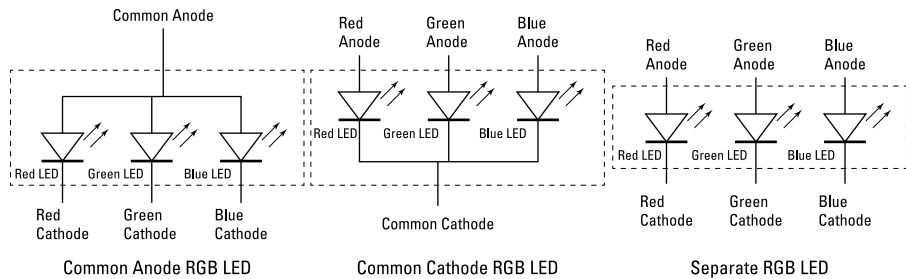 Common Anode
Red LED
Green LED
Blue LED
Red
Cathode
Green
Cathode
Blue
Cathode
Common Anode RGB LED
Red
Anode
Green
Anode
Blue
Anode
Red LED
Green LED
Blue LED
Common Cathode
Common Cathode RGB LED
Red
Anode
Green
Anode
Blue
Anode
Red LED
Green LED
Blue LED
Red
Cathode
Green
Cathode
Blue
Cathode
Separate RGB LED